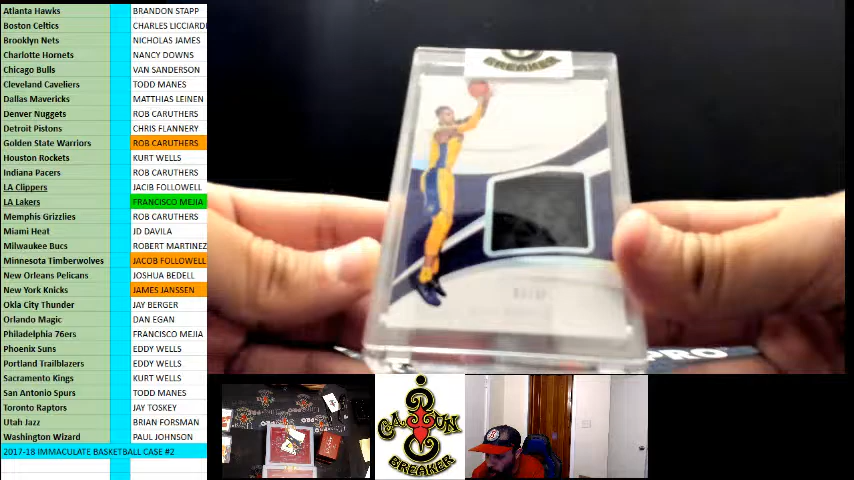 Atlanta Hawks BRANDON STAPP
Boston Celtics CHARLES LICCIARDI
Brooklyn Nets NICHOLAS JAMES
Charlotte Hornets NANCY DOWNS
Chicago Bulls VAN SANDERSON
Cleveland Caveliers TODD MANES
Dallas Mavericks MATTHIAS LEINEN
Denver Nuggets ROB CARUTHERS
Detroit Pistons CHRIS FLANNERY
Golden State Warriors ROB CARUTHERS
Houston Rockets KURT WELLS
Indiana Pacers ROB CARUTHERS
LA Clippers JACIB FOLLOWELL
LA Lakers FRANCISCO MEJIA
Memphis Grizzlies ROB CARUTHERS
Miami Heat JD DAVILA
Milwaukee Bucs ROBERT MARTINEZ
Minnesota Timberwolves JACOB FOLLOWELL
New Orleans Pelicans JOSHUA BEDELL
New York Knicks JAMES JANSSEN
Okla City Thunder JAY BERGER
Orlando Magic DAN EGAN
Philadelphia 76ers FRANCISCO MEJIA
Phoenix Suns EDDY WELLS
Portland Trailblazers EDDY WELLS
Sacramento Kings KURT WELLS
San Antonio Spurs TODD MANES
Toronto Raptors JAY TOSKEY
Utah Jazz BRIAN FORSMAN
Washington Wizard PAUL JOHNSON
2017-18 IMMACULATE BASKETBALL CASE #2
BREAKER
PRO
CAJUN
BREAKER